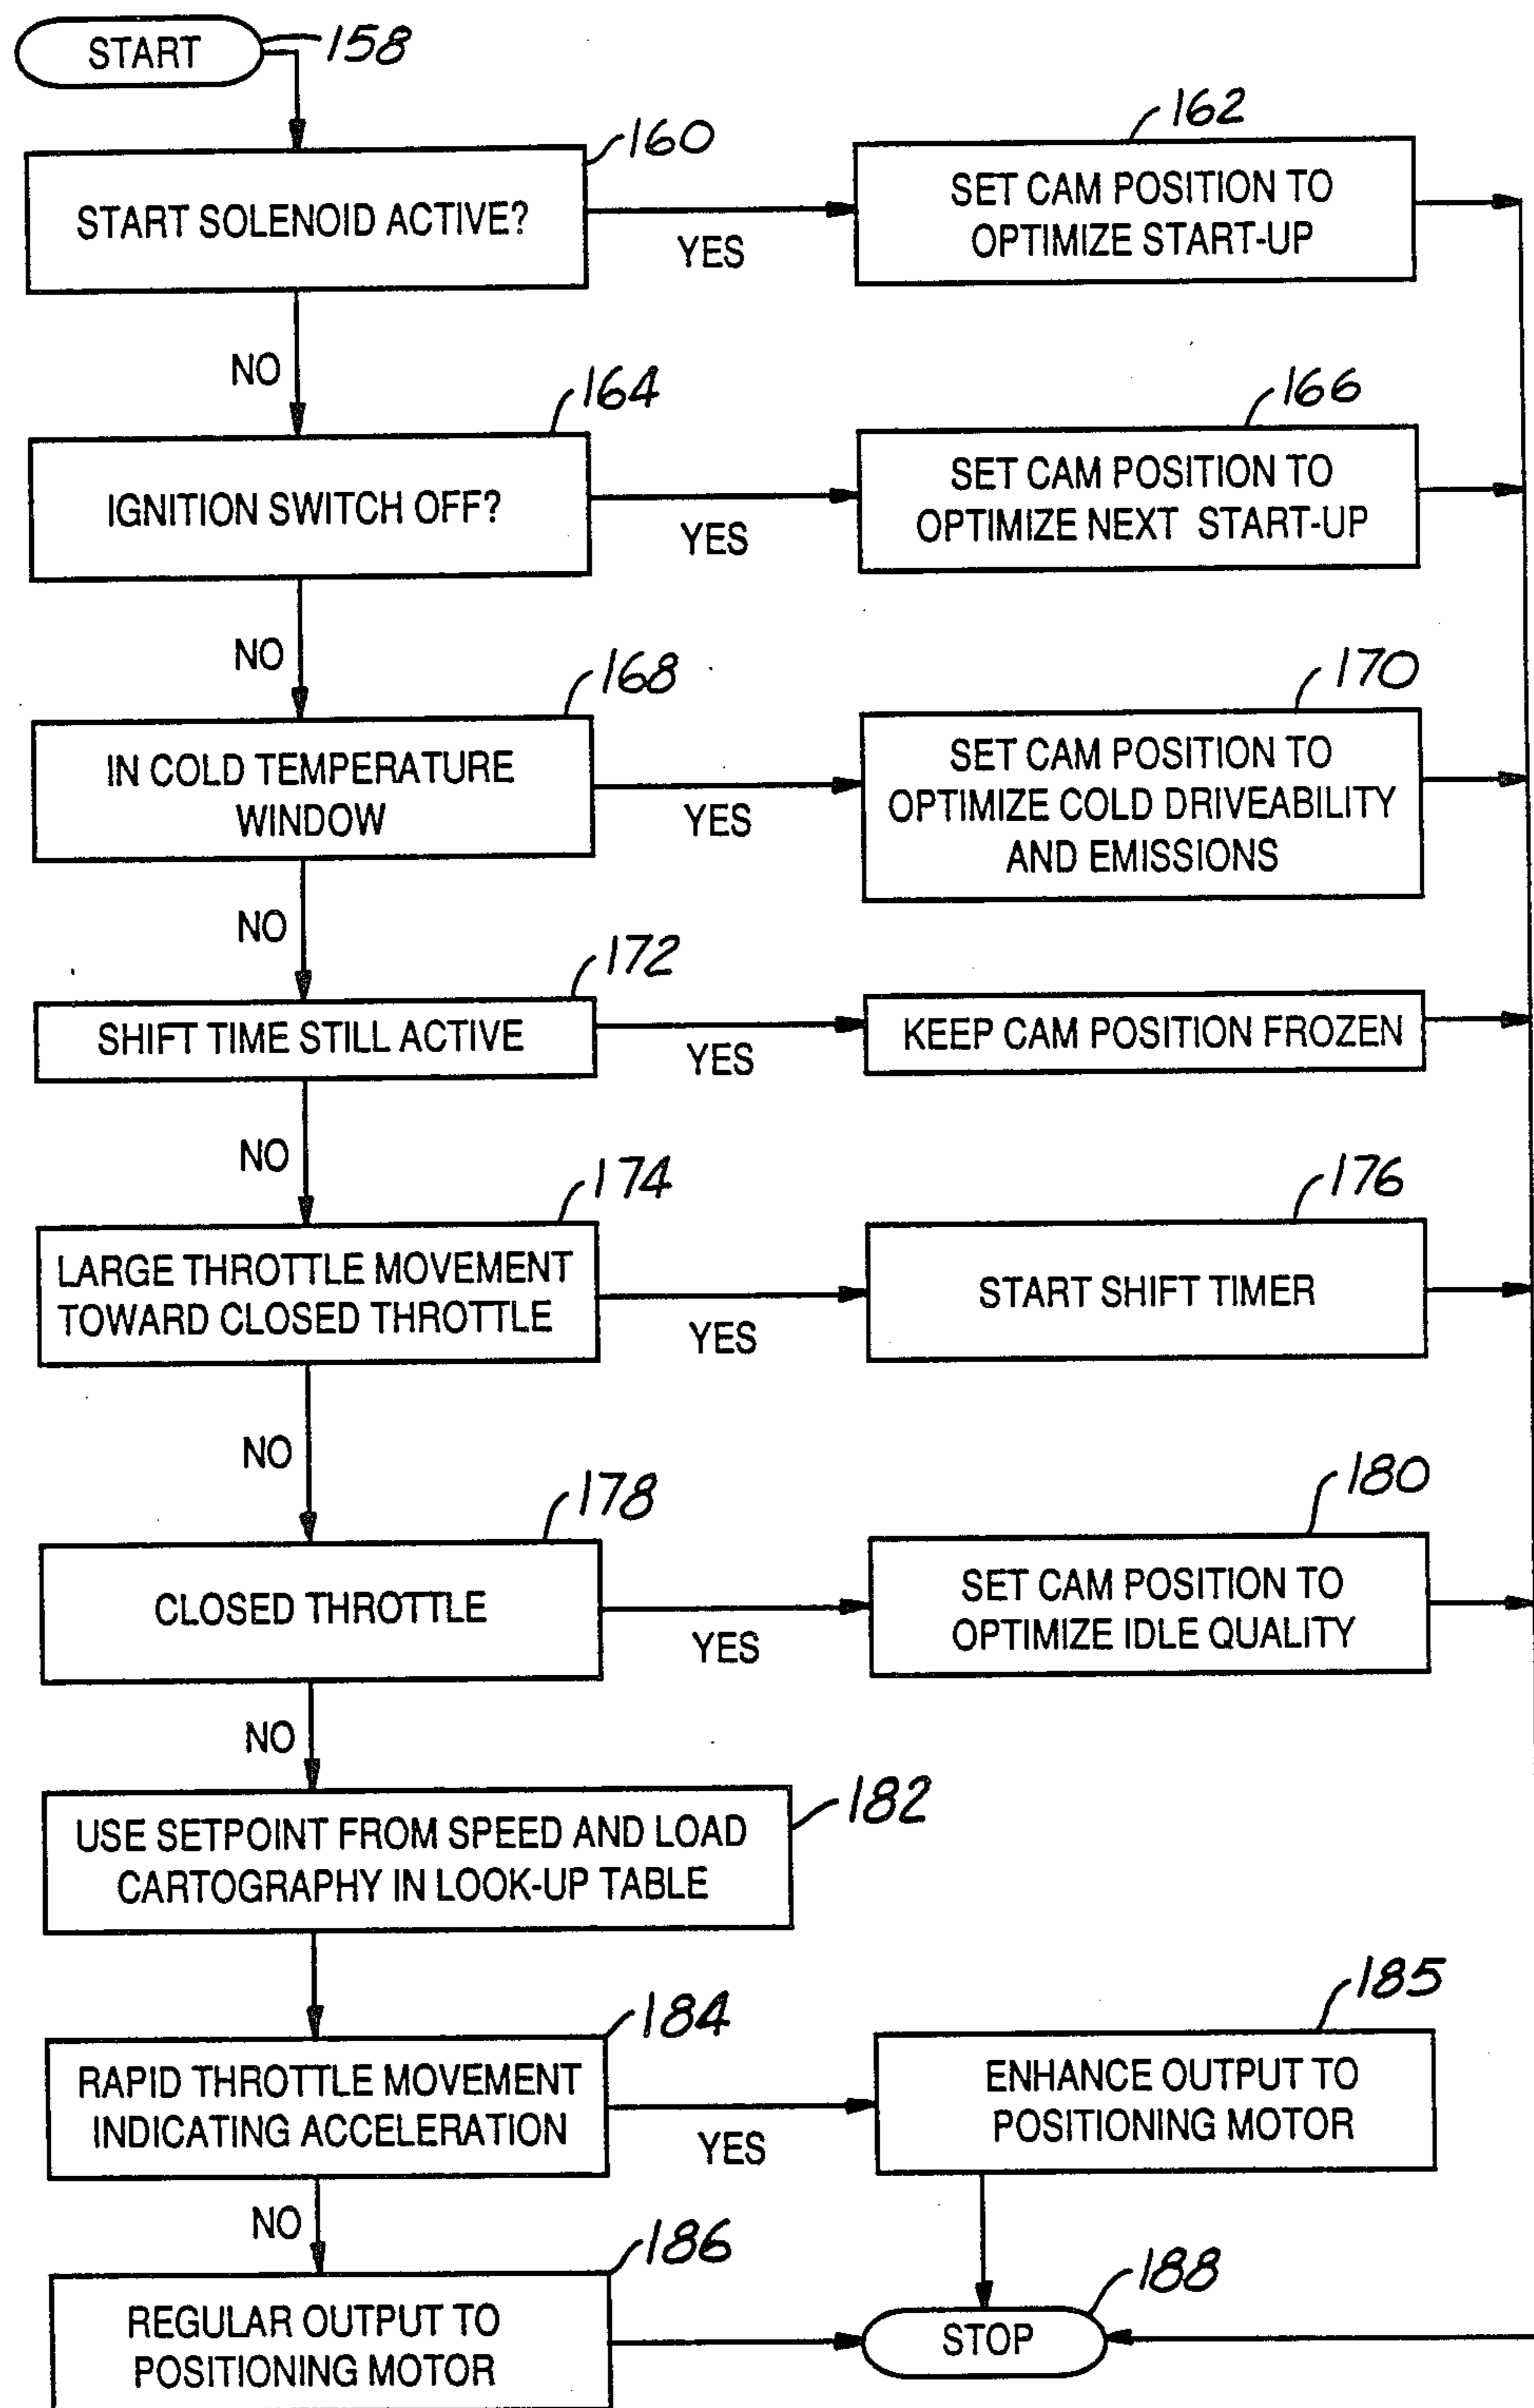 START
158
START SOLENOID ACTIVE?
160
YES
162
SET CAM POSITION TO
OPTIMIZE START-UP
NO
IGNITION SWITCH OFF?
164
YES
166
SET CAM POSITION TO
OPTIMIZE NEXT START-UP
NO
IN COLD TEMPERATURE
WINDOW
168
YES
170
SET CAM POSITION TO
OPTIMIZE COLD DRIVEABILITY
AND EMISSIONS
NO
SHIFT TIME STILL ACTIVE
172
YES
KEEP CAM POSITION FROZEN
NO
LARGE THROTTLE MOVEMENT
TOWARD CLOSED THROTTLE
174
YES
176
START SHIFT TIMER
NO
CLOSED THROTTLE
178
YES
180
SET CAM POSITION TO
OPTIMIZE IDLE QUALITY
NO
USE SETPOINT FROM SPEED AND LOAD
CARTOGRAPHY IN LOOK-UP TABLE
182
RAPID THROTTLE MOVEMENT
INDICATING ACCELERATION
184
YES
185
ENHANCE OUTPUT TO
POSITIONING MOTOR
NO
REGULAR OUTPUT TO
POSITIONING MOTOR
186
STOP
188